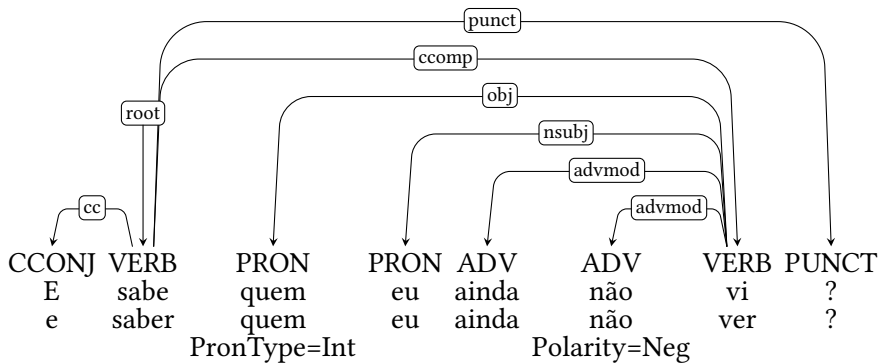 punct
ccomp
obj
root
nsubj
advmod
cc advmod
CCONJ VERB PRON PRON ADV ADV VERB PUNCT
E sabe quem eu ainda não vi ?
e saber quem eu ainda não ver ?
PronType=Int Polarity=Neg